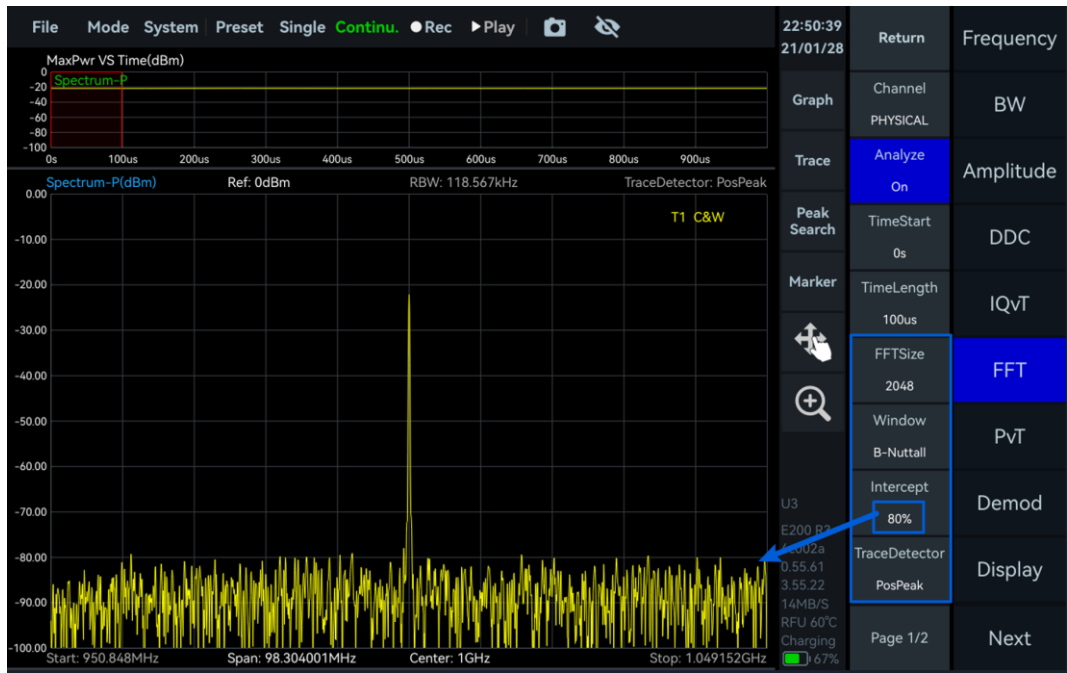 File Mode System Preset Single Continu. Rec Play
22:50:39
21/01/28
MaxPwr VS Time(dBm)
Spectrum-P
0
-20
-40
-60
-80
-100
0s 100us 200us 300us 400us 500us 600us 700us 800us 900us
Spectrum-P(dBm) Ref: 0dBm RBW: 118.567kHz TraceDetector: PosPeak
T1 C&W
0.00
-10.00
-20.00
-30.00
-40.00
-50.00
-60.00
-70.00
-80.00
-90.00
-100.00
Start: 950.848MHz Span: 98.304001MHz Center: 1GHz Stop: 1.049152GHz
Graph
Trace
Peak
Search
Marker
U3
E200
0.55.61
3.55.22
14MB/S
RFU 60℃
Charging
67%
Return
Channel
PHYSICAL
Analyze
On
TimeStart
0s
TimeLength
100us
FFTSize
2048
Window
B-Nuttall
Intercept
80%
TraceDetector
PosPeak
Page 1/2
Frequency
BW
Amplitude
DDC
IQvT
FFT
PvT
Demod
Display
Next